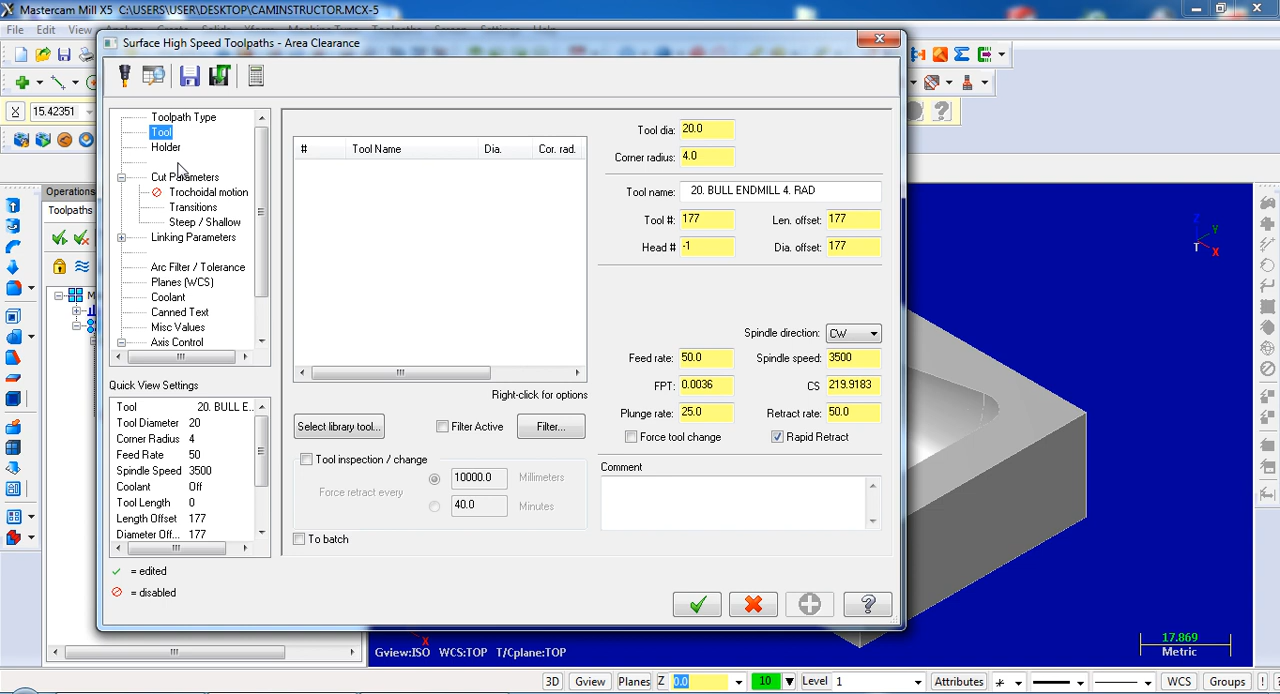 Mastercam Mill X5 C:\USERS\USER\DESKTOP\CAMINSTRUCTOR.MCX-5
File Edit View
Surface High Speed Toolpaths - Area Clearance
15.42351
Operations
Toolpaths
Toolpath Type
Tool
Holder
Cut Parameters
Trochoidal motion
Transitions
Steep / Shallow
Linking Parameters
Arc Filter / Tolerance
Planes (WCS)
Coolant
Canned Text
Misc Values
Axis Control
Quick View Settings
Tool 20. BULL E...
Tool Diameter 20
Corner Radius 4
Feed Rate 50
Spindle Speed 3500
Coolant Off
Tool Length 0
Length Offset 177
Diameter Off... 177
= edited
= disabled
# Tool Name Dia. Cor. rad.
Right-click for options
Select library tool...
Filter Active
Filter...
Tool inspection / change
Force retract every
10000.0 Millimeters
40.0 Minutes
To batch
Tool dia: 20.0
Corner radius: 4.0
Tool name: 20. BULL ENDMILL 4. RAD
Tool #: 177 Len. offset: 177
Head # -1 Dia. offset: 177
Spindle direction: CW
Feed rate: 50.0 Spindle speed: 3500
FPT: 0.0036 CS 219.9183
Plunge rate: 25.0 Retract rate: 50.0
Force tool change Rapid Retract
Comment
Z
Y
T X
X
17.869
Metric
Gview:ISO WCS:TOP T/Cplane:TOP
3D Gview Planes Z 0.0 10 Level 1 Attributes WCS Groups ! ?